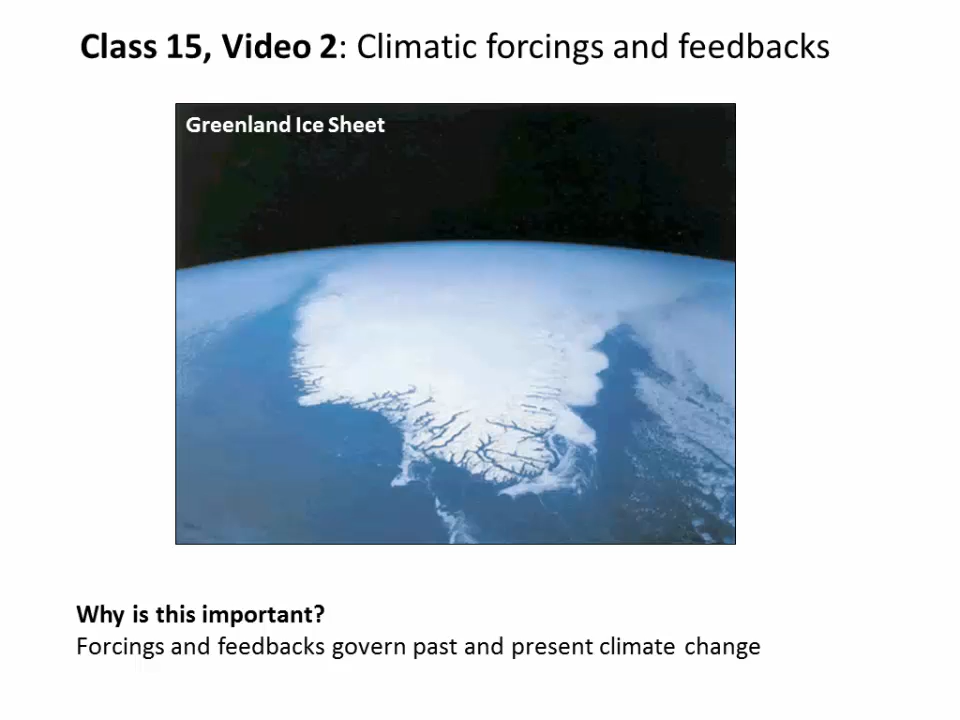 Class 15, Video 2: Climatic forcings and feedbacks
Greenland Ice Sheet
Why is this important?
Forcings and feedbacks govern past and present climate change